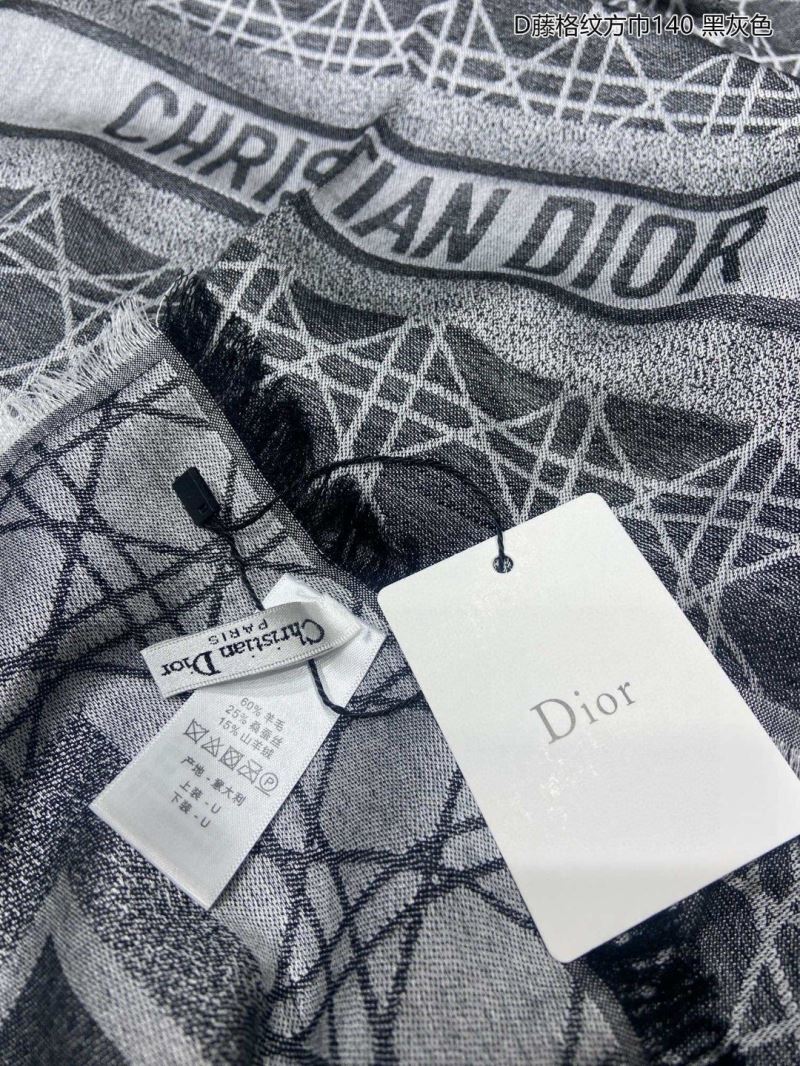 D藤格纹方巾140 黑灰色
CHRISTIAN DIOR
Christian Dior
PARIS
60% 羊毛
25% 桑蚕丝
15% 山羊绒
P
产地 - 意大利
上装 - U
下装 - U
Dior